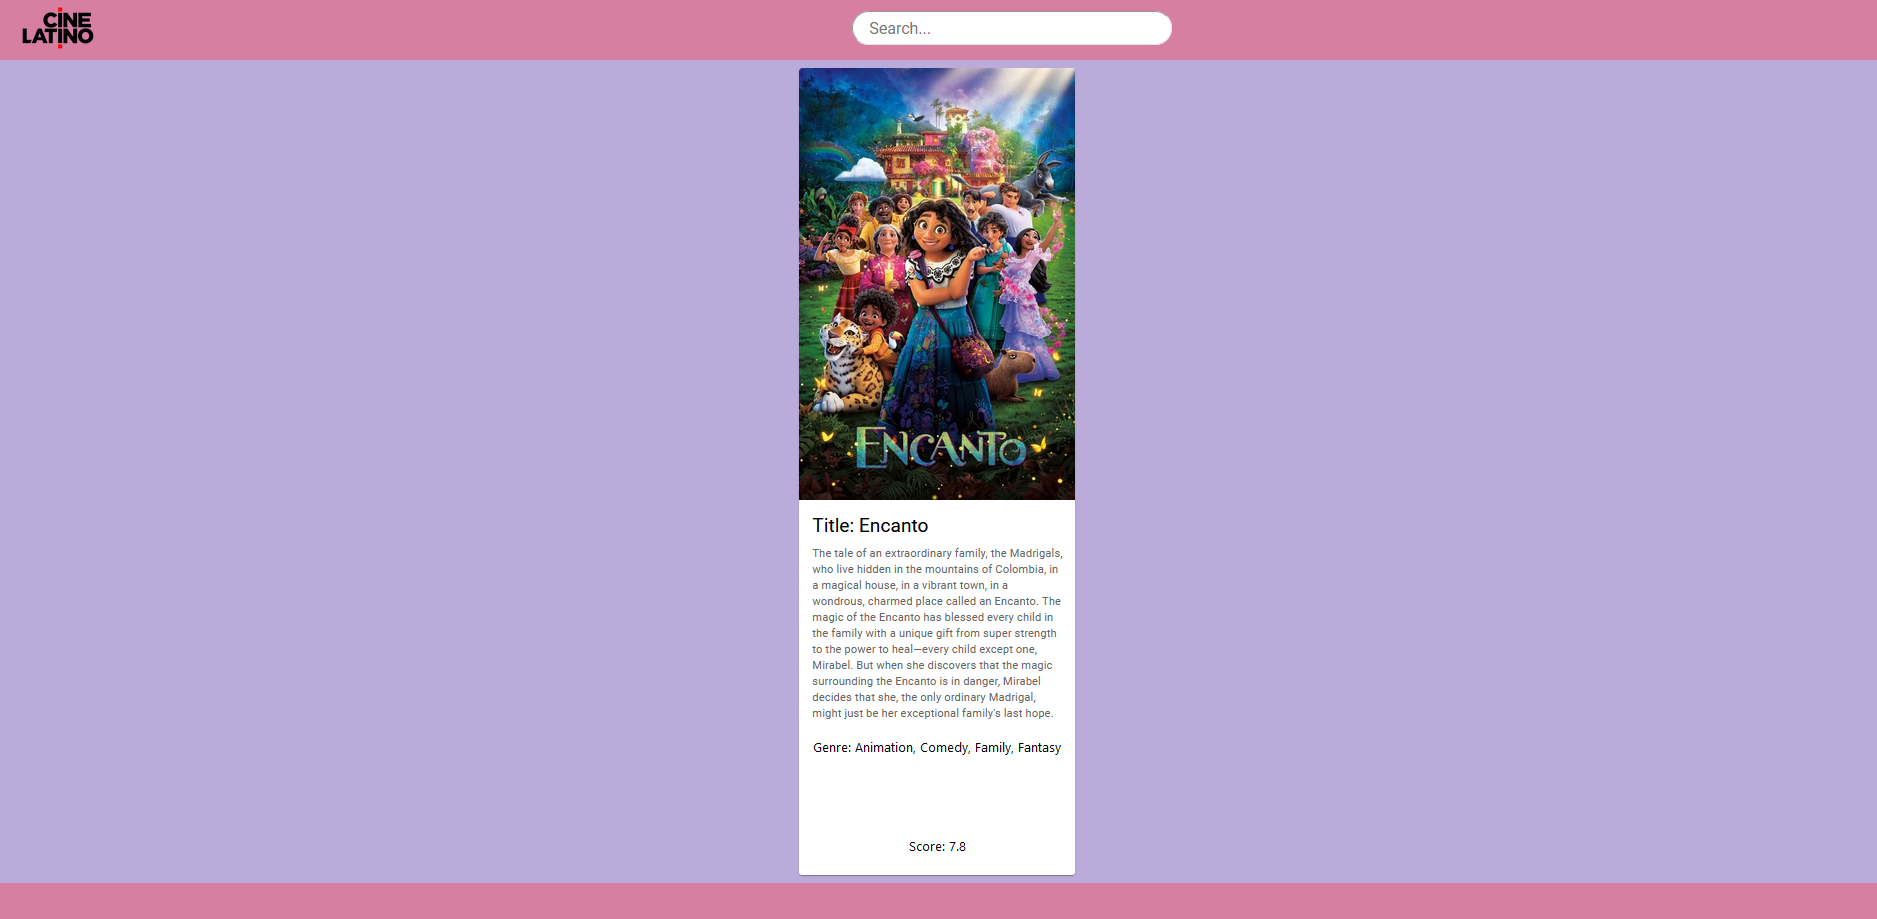 CINE
LATINO
Search...
ENCANTO
Title: Encanto
The tale of an extraordinary family, the Madrigals,
who live hidden in the mountains of Colombia, in
a magical house, in a vibrant town, in a
wondrous, charmed place called an Encanto. The
magic of the Encanto has blessed every child in
the family with a unique gift from super strength
to the power to heal—every child except one,
Mirabel. But when she discovers that the magic
surrounding the Encanto is in danger, Mirabel
decides that she, the only ordinary Madrigal,
might just be her exceptional family's last hope.
Genre: Animation, Comedy, Family, Fantasy
Score: 7.8